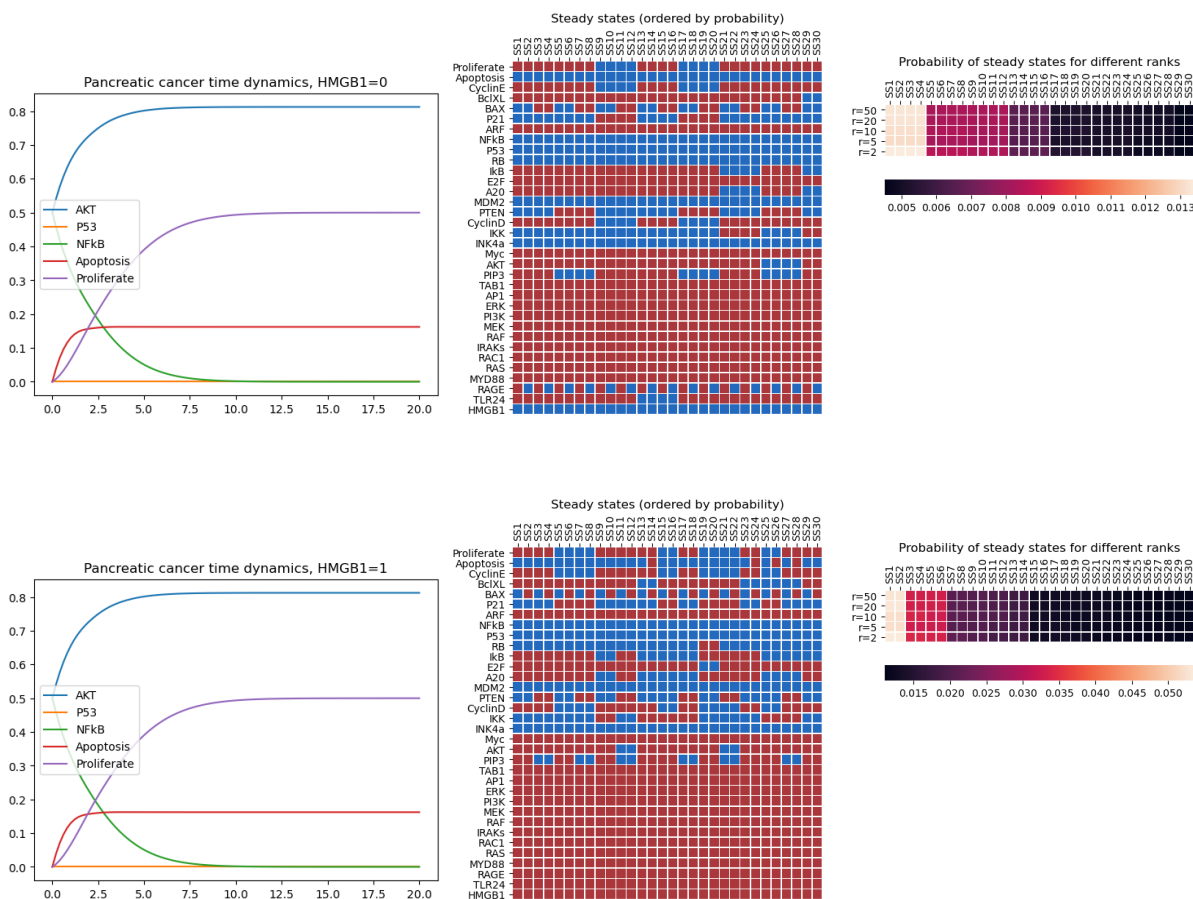 Pancreatic cancer time dynamics, HMGB1=0
0.8
0.7
0.6
0.5
0.4
0.3
0.2
0.1
0.0
AKT
P53
NFkB
Apoptosis
Proliferate
0.0 2.5 5.0 7.5 10.0 12.5 15.0 17.5 20.0
Steady states (ordered by probability)
SS1 SS2 SS3 SS4 SS5 SS6 SS7 SS8 SS9 SS10 SS11 SS12 SS13 SS14 SS15 SS16 SS17 SS18 SS19 SS20 SS21 SS22 SS23 SS24 SS25 SS26 SS27 SS28 SS29 SS30
Proliferate
Apoptosis
CyclinE
BclXL
BAX
P21
ARF
NFkB
P53
RB
IkB
E2F
A20
MDM2
PTEN
CyclinD
IKK
INK4a
Myc
AKT
PIP3
TAB1
AP1
ERK
PI3K
MEK
RAF
IRAKs
RAC1
RAS
MYD88
RAGE
TLR24
HMGB1
Probability of steady states for different ranks
SS1 SS2 SS3 SS4 SS5 SS6 SS7 SS8 SS9 SS10 SS11 SS12 SS13 SS14 SS15 SS16 SS17 SS18 SS19 SS20 SS21 SS22 SS23 SS24 SS25 SS26 SS27 SS28 SS29 SS30
r=50
r=20
r=10
r=5
r=2
0.005 0.006 0.007 0.008 0.009 0.010 0.011 0.012 0.013
Pancreatic cancer time dynamics, HMGB1=1
0.8
0.7
0.6
0.5
0.4
0.3
0.2
0.1
0.0
AKT
P53
NFkB
Apoptosis
Proliferate
0.0 2.5 5.0 7.5 10.0 12.5 15.0 17.5 20.0
Steady states (ordered by probability)
SS1 SS2 SS3 SS4 SS5 SS6 SS7 SS8 SS9 SS10 SS11 SS12 SS13 SS14 SS15 SS16 SS17 SS18 SS19 SS20 SS21 SS22 SS23 SS24 SS25 SS26 SS27 SS28 SS29 SS30
Proliferate
Apoptosis
CyclinE
BclXL
BAX
P21
ARF
NFkB
P53
RB
IkB
E2F
A20
MDM2
PTEN
CyclinD
IKK
INK4a
Myc
AKT
PIP3
TAB1
AP1
ERK
PI3K
MEK
RAF
IRAKs
RAC1
RAS
MYD88
RAGE
TLR24
HMGB1
Probability of steady states for different ranks
SS1 SS2 SS3 SS4 SS5 SS6 SS7 SS8 SS9 SS10 SS11 SS12 SS13 SS14 SS15 SS16 SS17 SS18 SS19 SS20 SS21 SS22 SS23 SS24 SS25 SS26 SS27 SS28 SS29 SS30
r=50
r=20
r=10
r=5
r=2
0.015 0.020 0.025 0.030 0.035 0.040 0.045 0.050